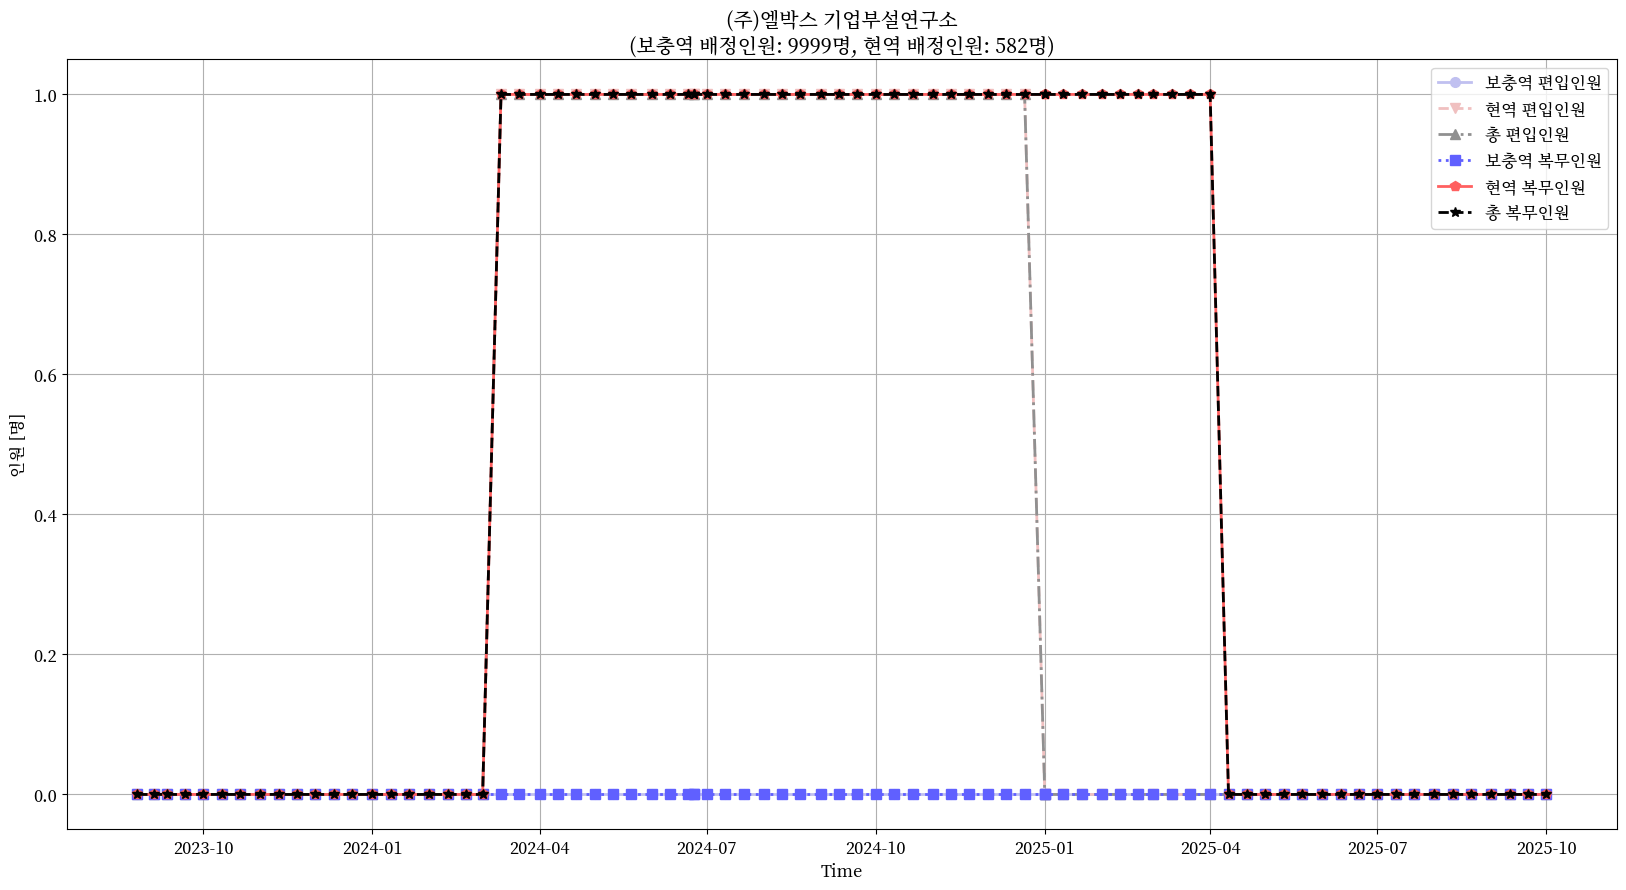 (주)엘박스 기업부설연구소
(보충역 배정인원: 9999명, 현역 배정인원: 582명)
보충역 편입인원
현역 편입인원
총 편입인원
보충역 복무인원
현역 복무인원
총 복무인원
1.0
0.8
0.6
0.4
0.2
0.0
인원 [명]
2023-10 2024-01 2024-04 2024-07 2024-10 2025-01 2025-04 2025-07 2025-10
Time